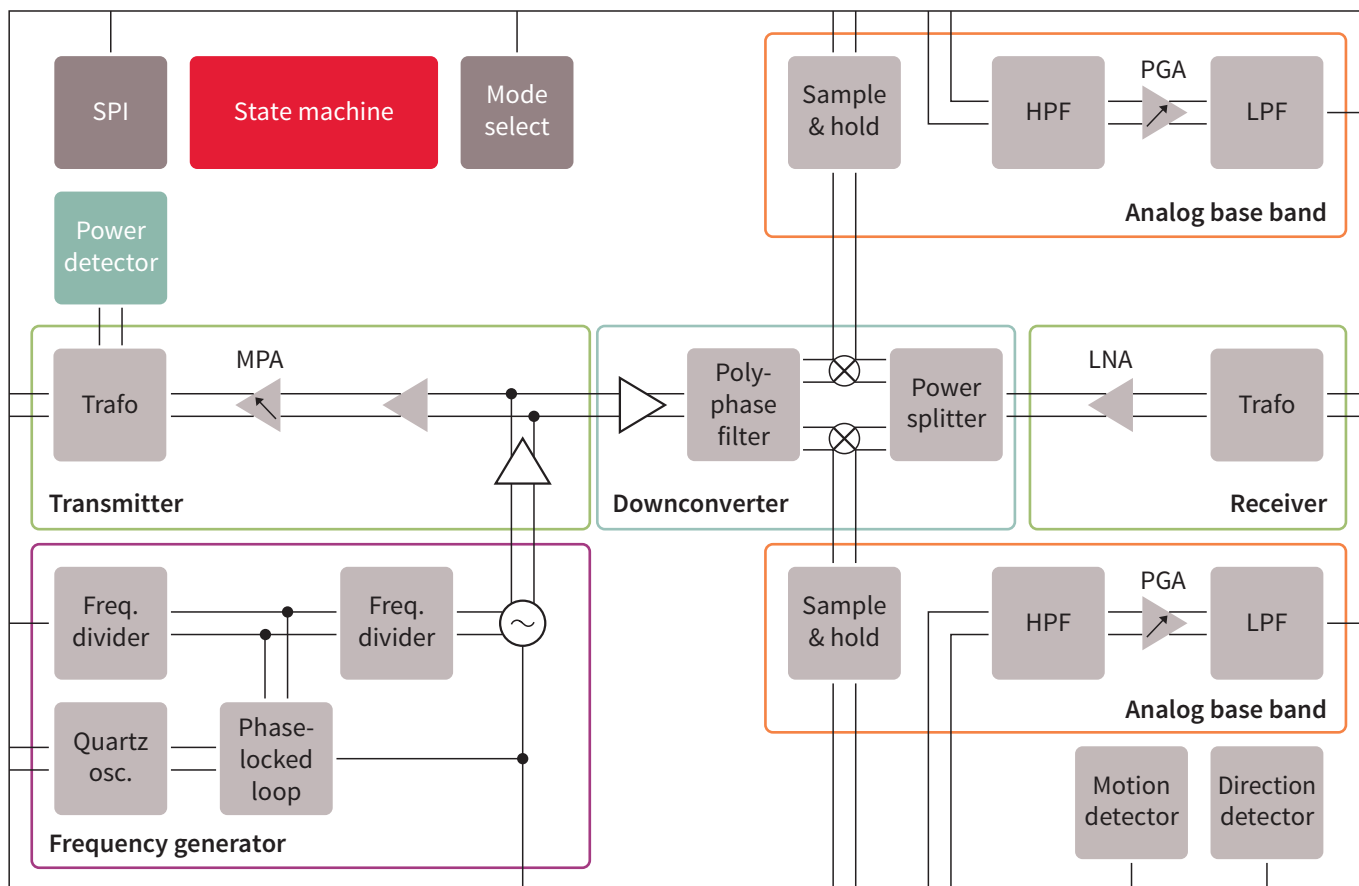 SPI
State machine
Mode
select
Sample
& hold
HPF
PGA
LPF
Analog base band
Power
detector
Trafo
MPA
Transmitter
Poly-
phase
filter
Power
splitter
Downconverter
LNA
Trafo
Receiver
Freq.
divider
Freq.
divider
Quartz
osc.
Phase-
locked
loop
Frequency generator
Sample
& hold
HPF
PGA
LPF
Analog base band
Motion
detector
Direction
detector